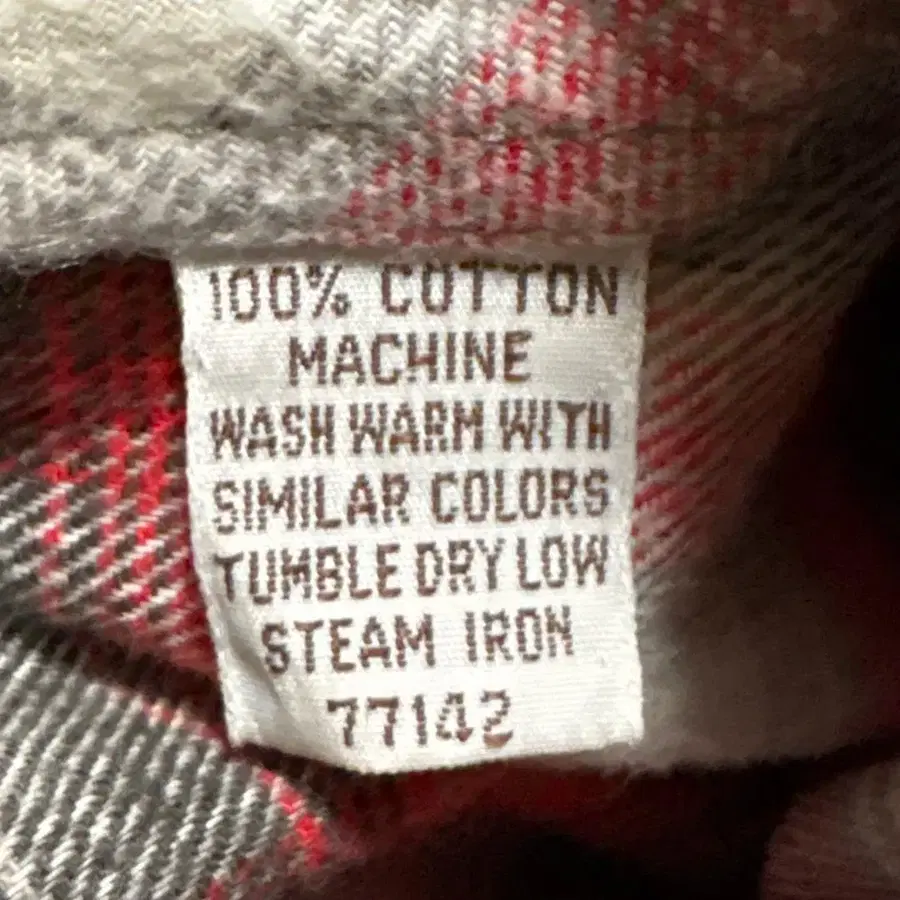 100% COTTON
MACHINE
WASH WARM WITH
SIMILAR COLORS
TUMBLE DRY LOW
STEAM IRON
77142